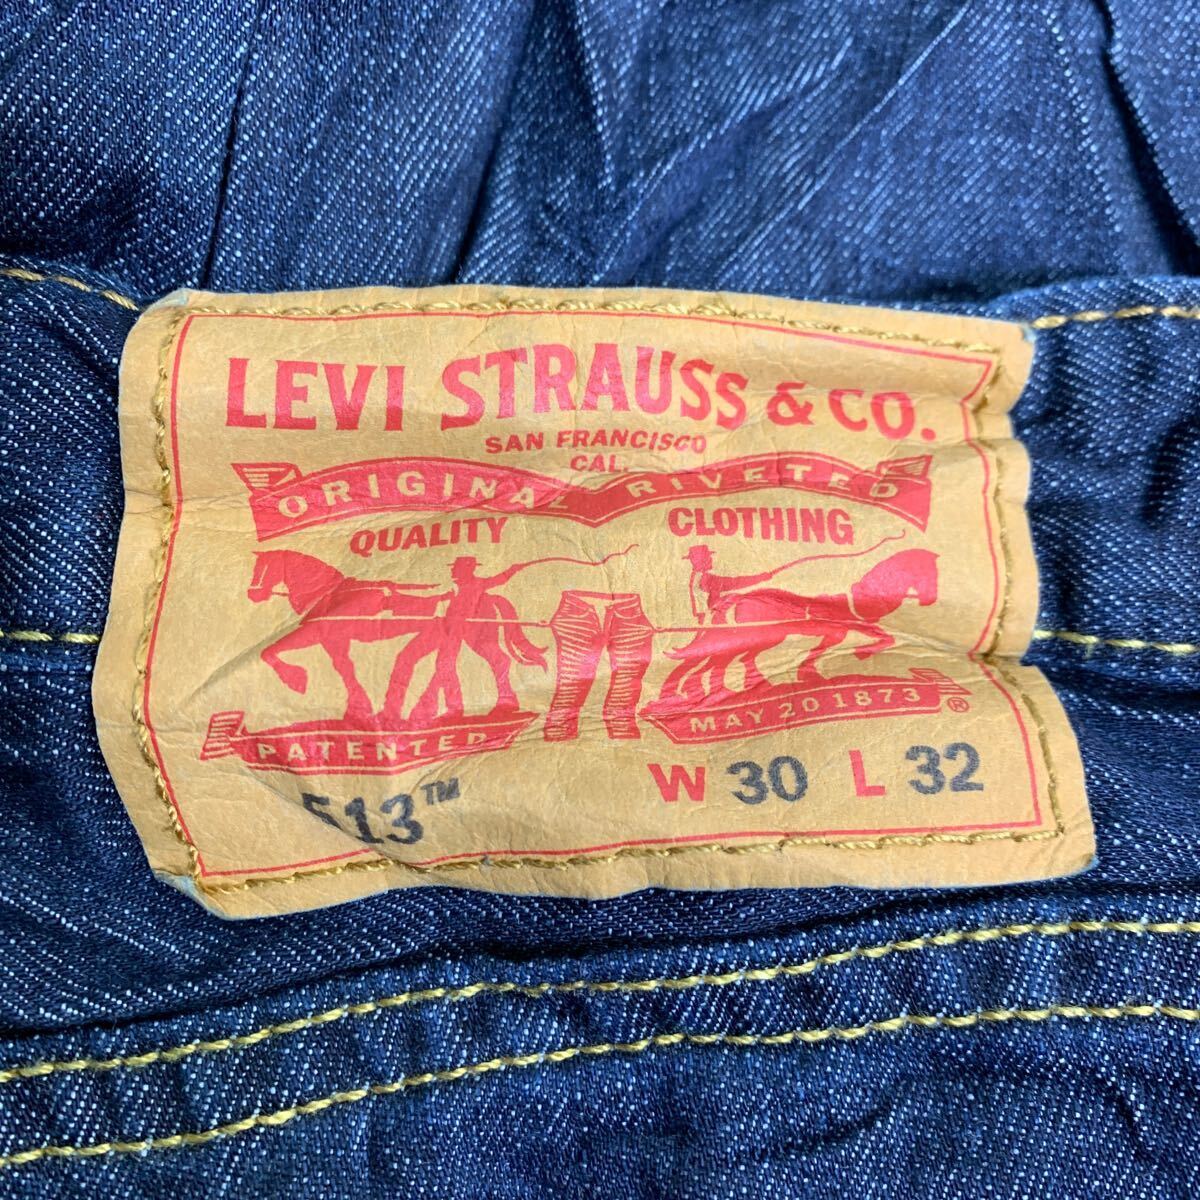 LEVI STRAUSS & CO.
SAN FRANCISCO
CAL.
ORIGINAL RIVETED
QUALITY CLOTHING
PATENTED MAY 20 1873 ®
513™ W 30 L 32